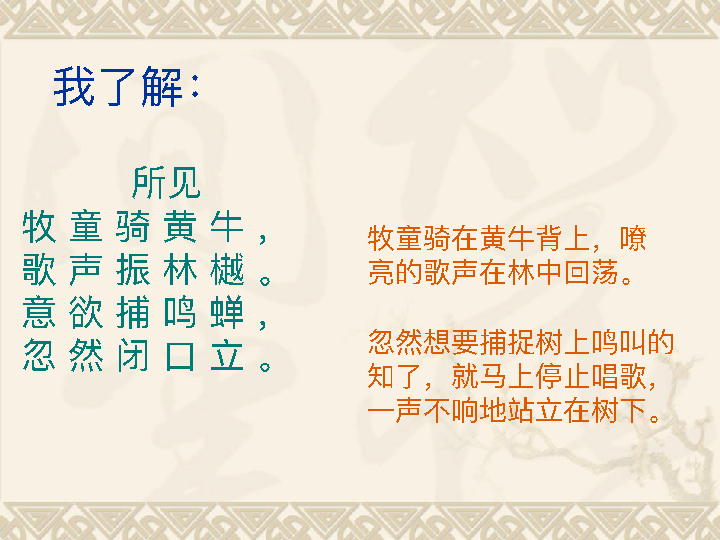 我了解：
所见
牧童骑黄牛，
歌声振林樾。
意欲捕鸣蝉，
忽然闭口立。
牧童骑在黄牛背上，嘹
亮的歌声在林中回荡。
忽然想要捕捉树上鸣叫的
知了，就马上停止唱歌，
一声不响地站立在树下。